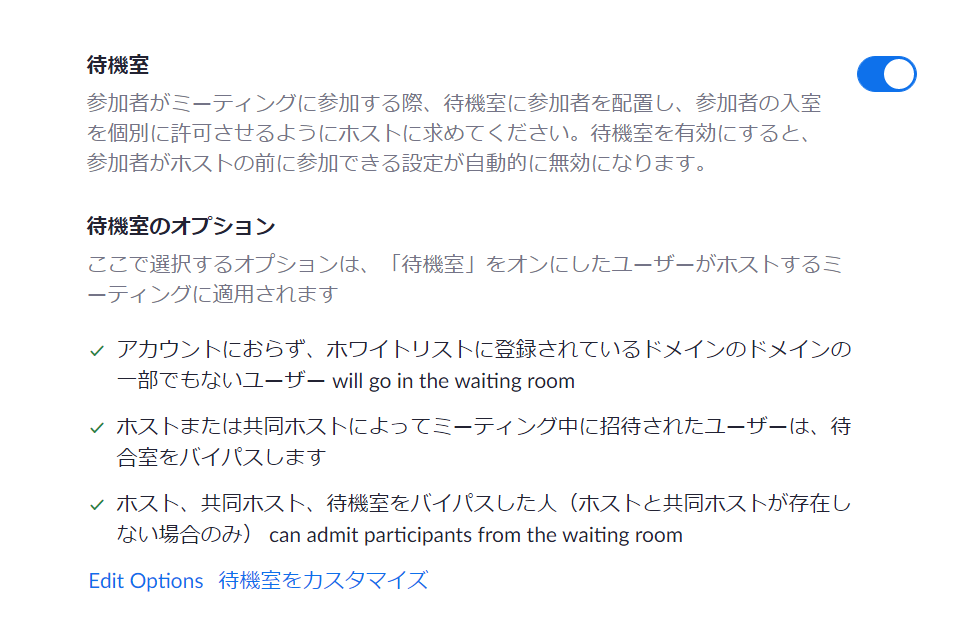 待機室
参加者がミーティングに参加する際、待機室に参加者を配置し、参加者の入室
を個別に許可させるようにホストに求めてください。待機室を有効にすると、
参加者がホストの前に参加できる設定が自動的に無効になります。
待機室のオプション
ここで選択するオプションは、「待機室」をオンにしたユーザーがホストするミ
ーティングに適用されます
アカウントにおらず、ホワイトリストに登録されているドメインのドメインの
一部でもないユーザー will go in the waiting room
ホストまたは共同ホストによってミーティング中に招待されたユーザーは、待
合室をバイパスします
ホスト、共同ホスト、待機室をバイパスした人（ホストと共同ホストが存在し
ない場合のみ） can admit participants from the waiting room
Edit Options 待機室をカスタマイズ